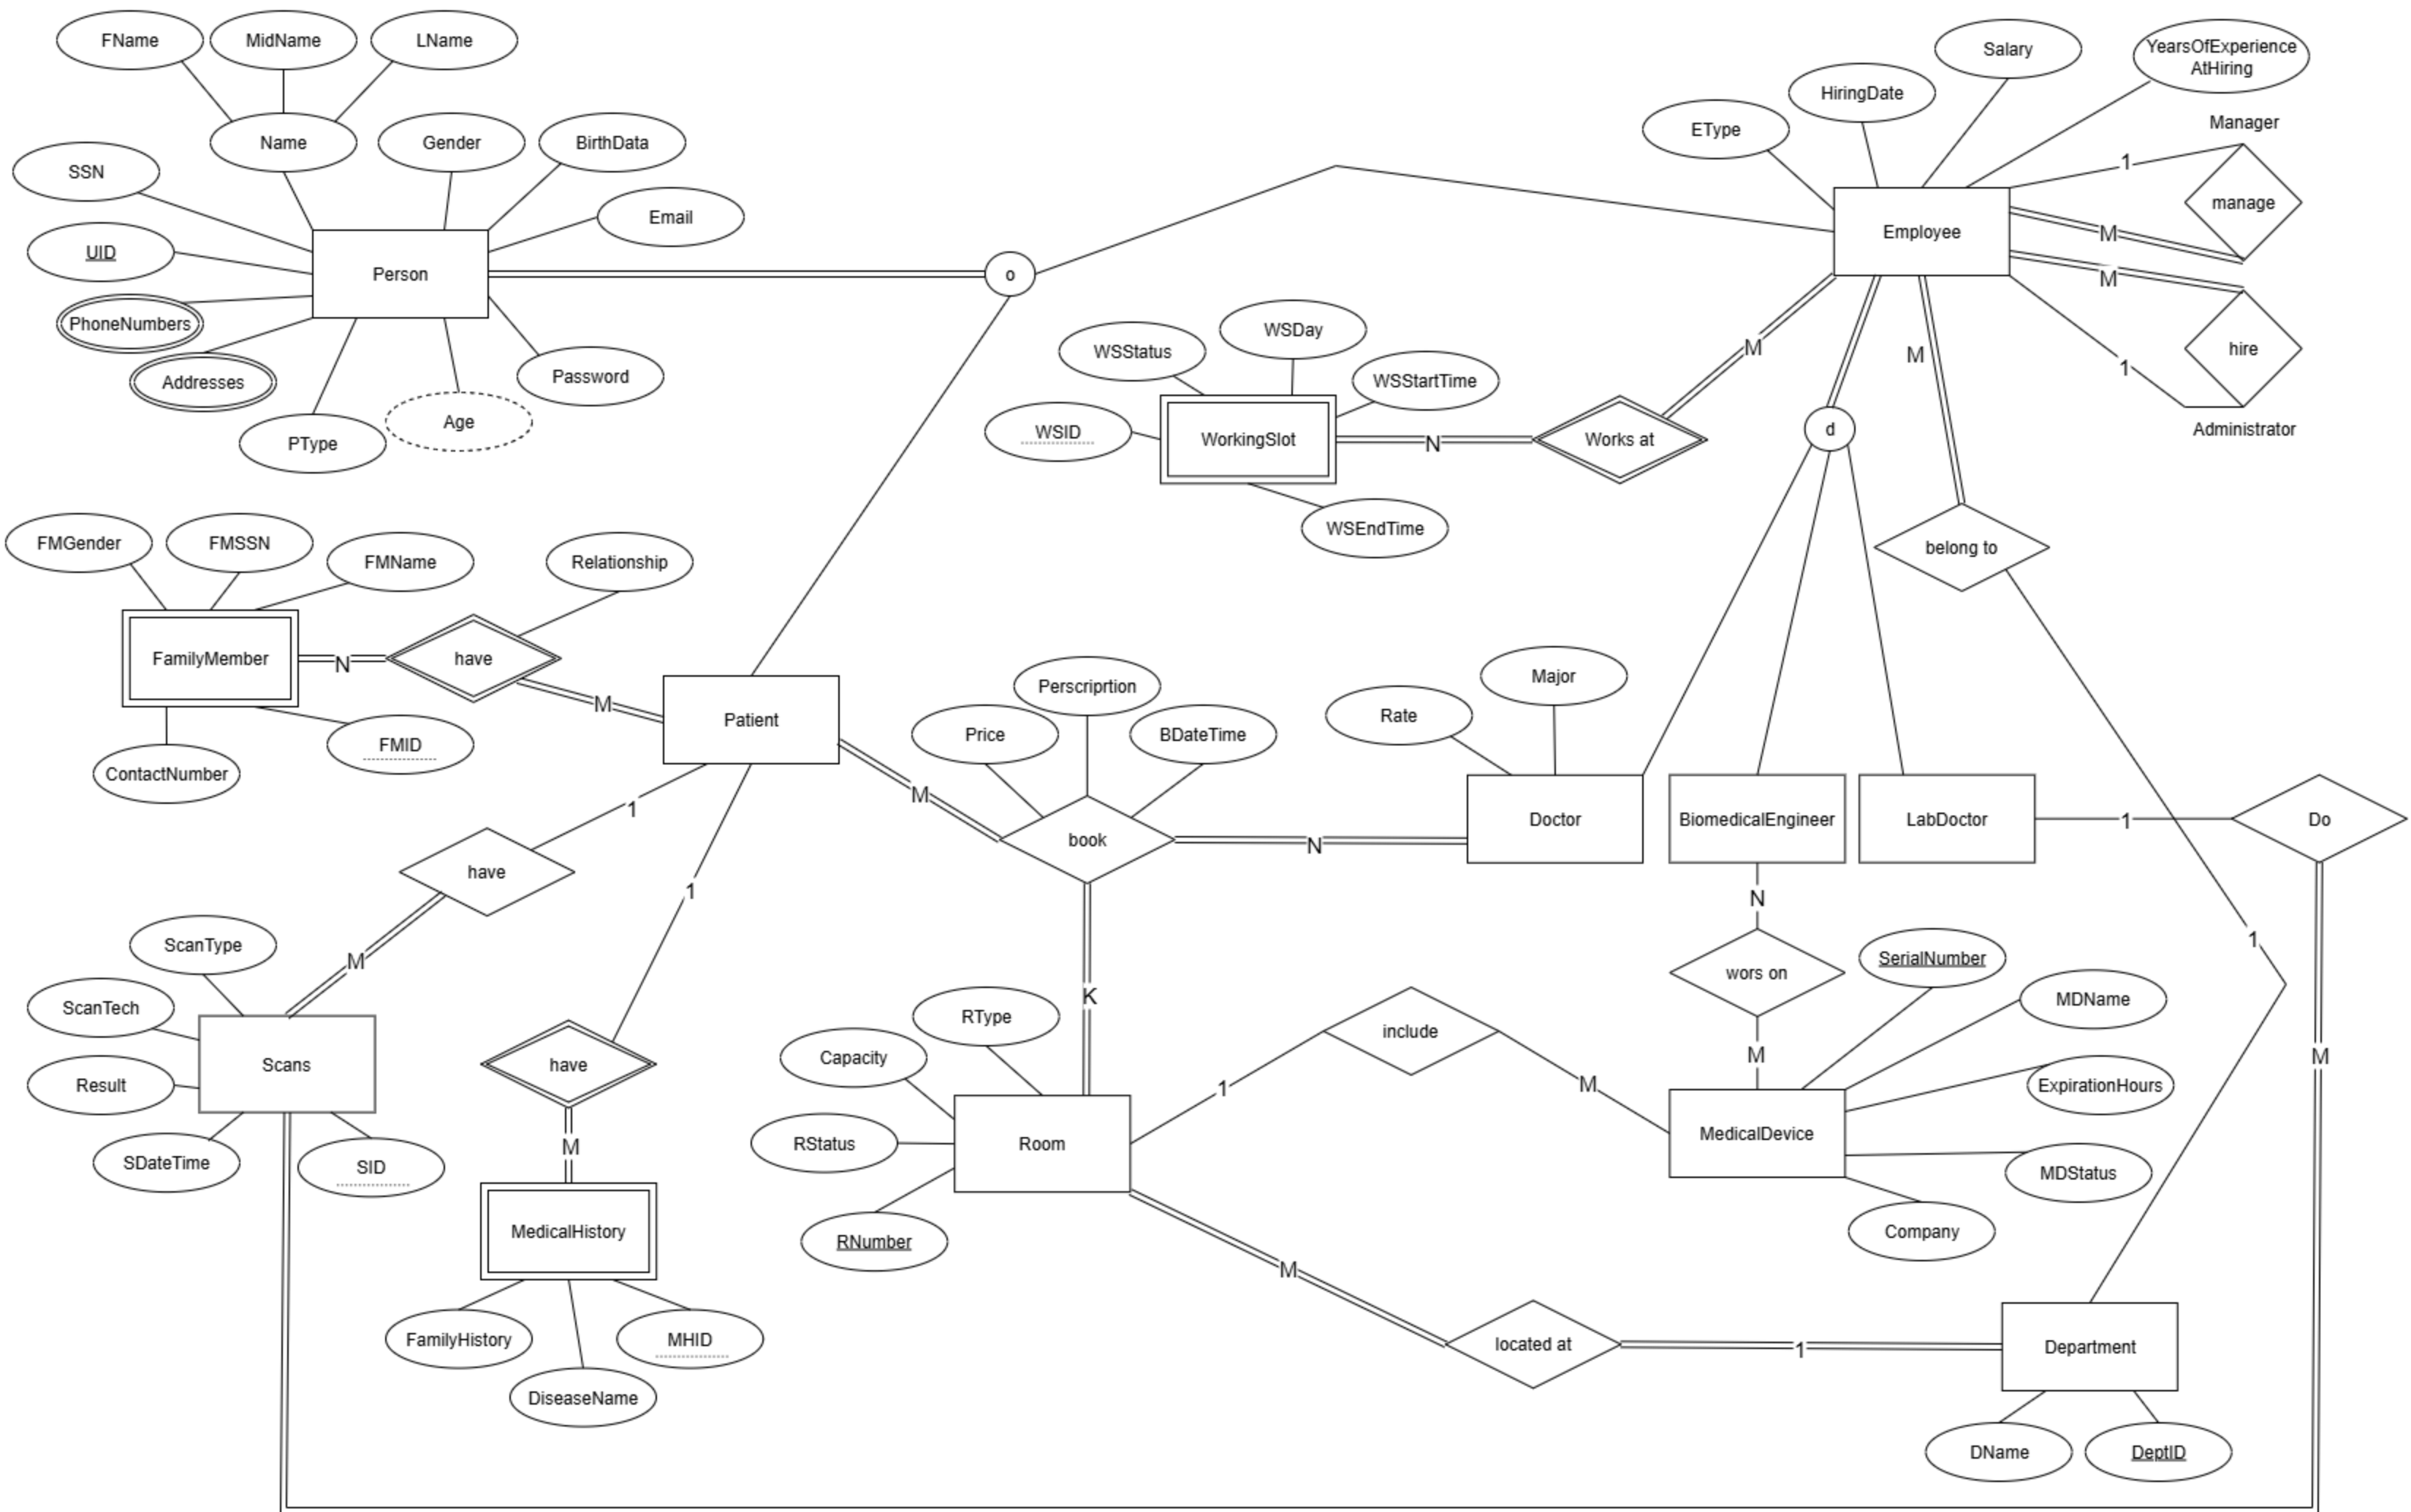 FName
MidName
LName
Name
Gender
BirthData
SSN
Email
UID
Person
PhoneNumbers
Addresses
PType
Age
Password
o
EType
HiringDate
Salary
YearsOfExperience
AtHiring
Manager
1
manage
Employee
M
M
hire
1
Administrator
WSStatus
WSDay
WSStartTime
WSID
WorkingSlot
N
Works at
M
WSEndTime
d
M
belong to
FMGender
FMSSN
FMName
Relationship
FamilyMember
N
have
M
Patient
ContactNumber
FMID
1
have
M
1
Price
Perscriprtion
BDateTime
M
book
N
K
Rate
Major
Doctor
BiomedicalEngineer
LabDoctor
1
Do
N
wors on
M
1
M
ScanType
ScanTech
Result
Scans
SDateTime
SID
have
M
MedicalHistory
FamilyHistory
MHID
DiseaseName
RType
Capacity
RStatus
Room
RNumber
1
include
M
SerialNumber
MDName
ExpirationHours
MedicalDevice
MDStatus
Company
M
located at
1
Department
DName
DeptID